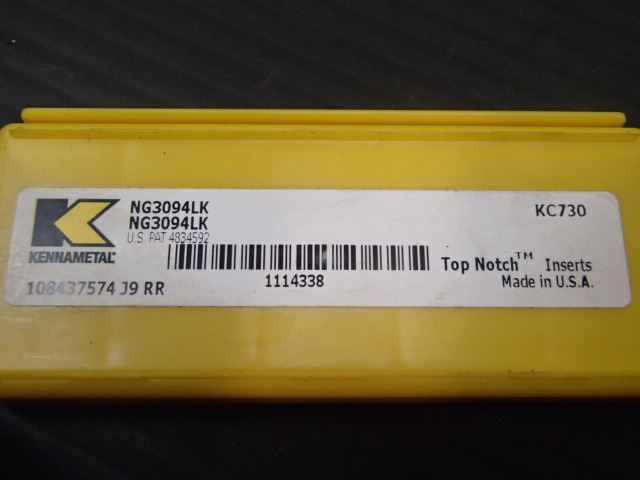 NG3094LK
NG3094LK
U.S. PAT 4834592
KENNAMETAL®
108437574 J9 RR
1114338
KC730
Top Notch™ Inserts
Made in U.S.A.